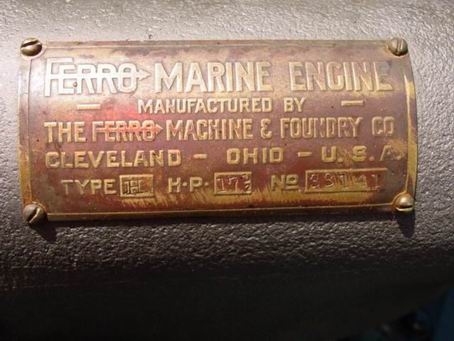 FERRO MARINE ENGINE
— MANUFACTURED BY —
THE FERRO MACHINE & FOUNDRY CO
CLEVELAND — OHIO — U.S.A.
TYPE H.P. 17½ NO